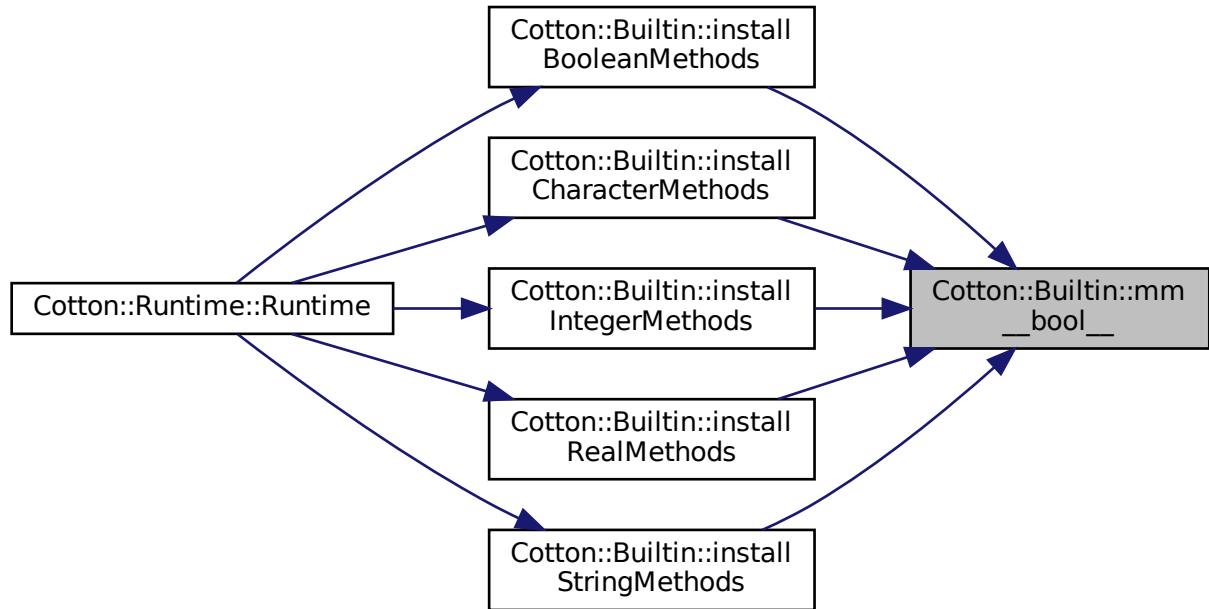 Cotton::Builtin::install
BooleanMethods
Cotton::Builtin::install
CharacterMethods
Cotton::Runtime::Runtime
Cotton::Builtin::install
IntegerMethods
Cotton::Builtin::mm
__bool__
Cotton::Builtin::install
RealMethods
Cotton::Builtin::install
StringMethods